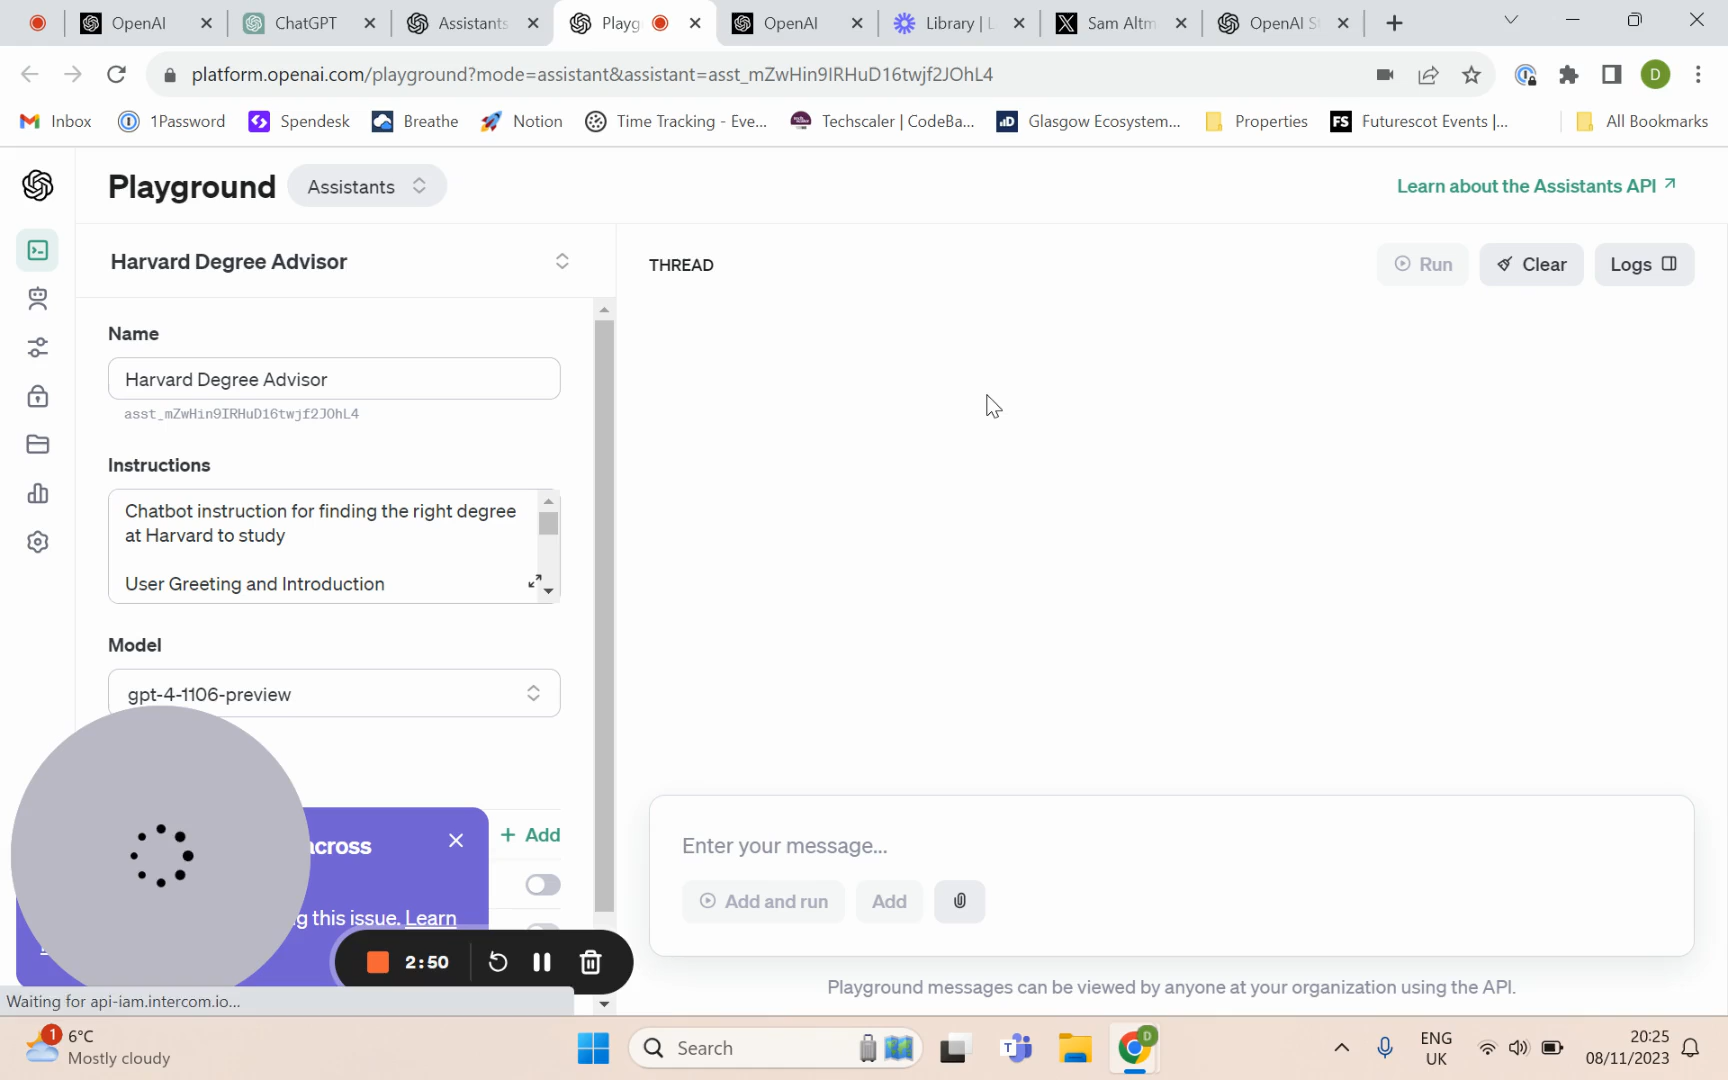 OpenAI
ChatGPT
Assistants
Playg
OpenAI
Library | L
Sam Altm
OpenAI S
platform.openai.com/playground?mode=assistant&assistant=asst_mZwHin9IRHuD16twjf2JOhL4
D
Inbox
1Password
Spendesk
Breathe
Notion
Time Tracking - Eve...
Techscaler | CodeBa...
Glasgow Ecosystem...
Properties
FS
Futurescot Events |...
All Bookmarks
Playground
Assistants
Learn about the Assistants API
Harvard Degree Advisor
THREAD
Run
Clear
Logs
Name
Harvard Degree Advisor
asst_mZwHin9IRHuD16twjf2JOhL4
Instructions
Chatbot instruction for finding the right degree
at Harvard to study
User Greeting and Introduction
Model
gpt-4-1106-preview
across
+ Add
g this issue. Learn
2:50
Enter your message...
Add and run
Add
Playground messages can be viewed by anyone at your organization using the API.
Waiting for api-iam.intercom.io...
1
6°C
Mostly cloudy
Search
D
ENG
UK
20:25
08/11/2023